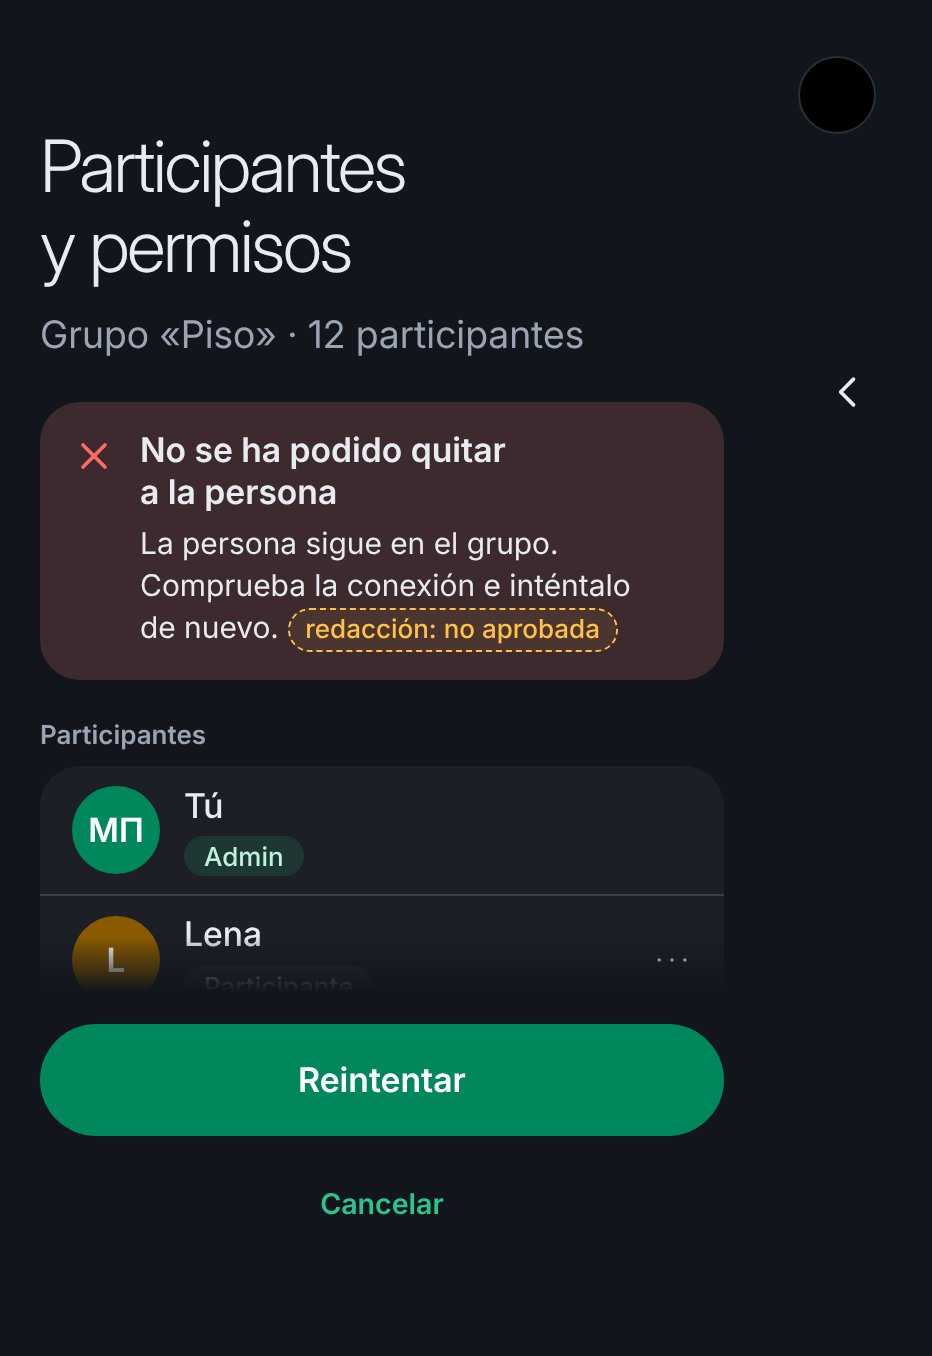 Participantes
y permisos
Grupo «Piso» · 12 participantes
No se ha podido quitar
a la persona
La persona sigue en el grupo.
Comprueba la conexión e inténtalo
de nuevo. redacción: no aprobada
Participantes
МП
Tú
Admin
L
Lena
...
Participante
Reintentar
Cancelar